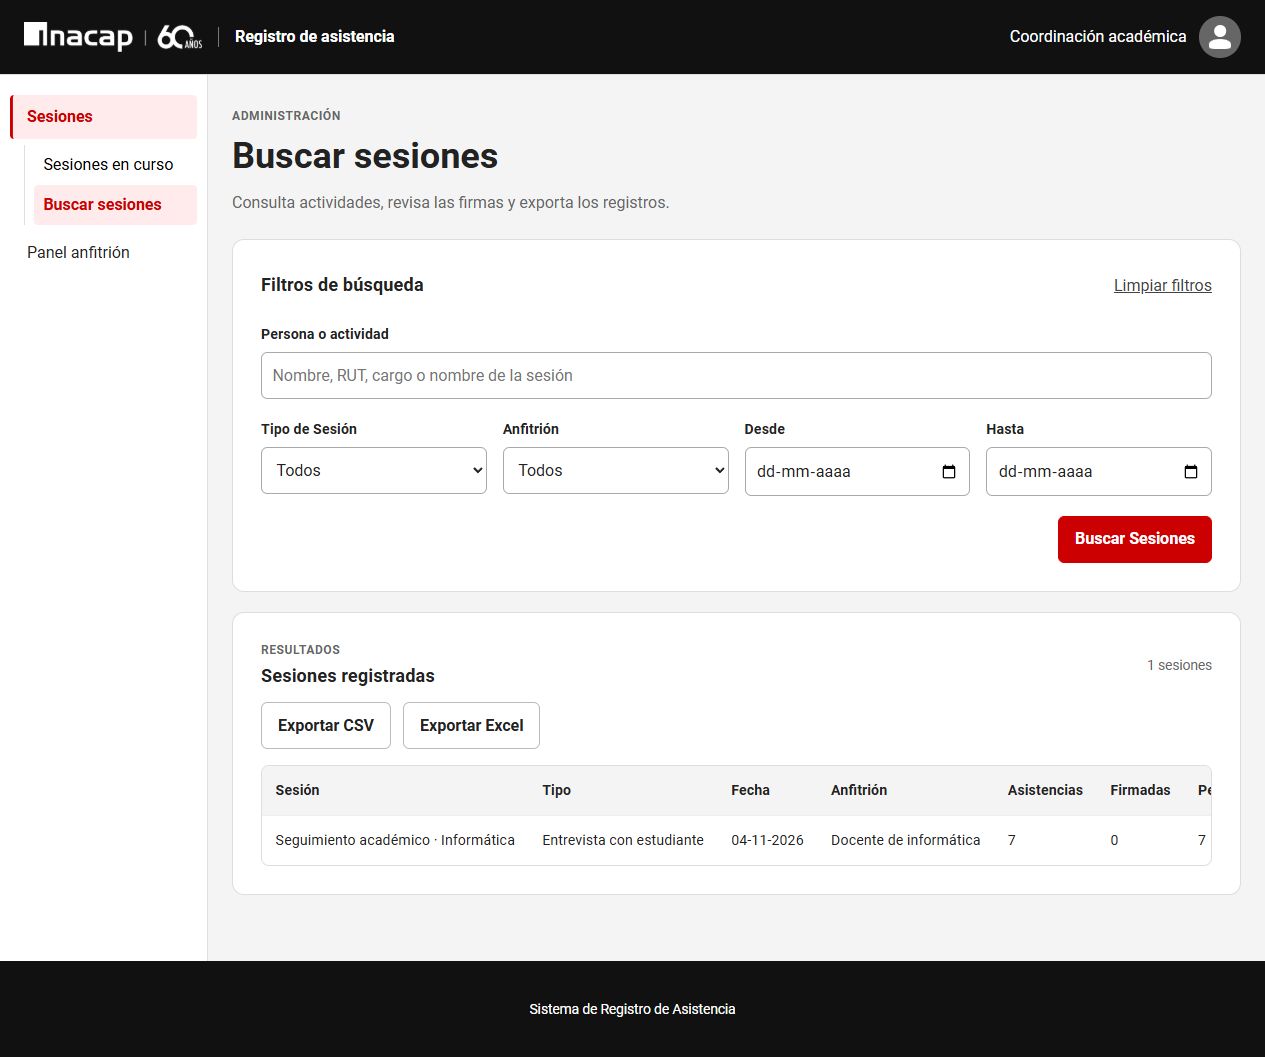 Inacap | 60 AÑOS
Registro de asistencia
Coordinación académica
Sesiones
Sesiones en curso
Buscar sesiones
Panel anfitrión
ADMINISTRACIÓN
Buscar sesiones
Consulta actividades, revisa las firmas y exporta los registros.
Filtros de búsqueda
Limpiar filtros
Persona o actividad
Nombre, RUT, cargo o nombre de la sesión
Tipo de Sesión Anfitrión Desde Hasta
Todos Todos dd-mm-aaaa dd-mm-aaaa
Buscar Sesiones
RESULTADOS
Sesiones registradas
1 sesiones
Exportar CSV Exportar Excel
Sesión Tipo Fecha Anfitrión Asistencias Firmadas
Seguimiento académico · Informática Entrevista con estudiante 04-11-2026 Docente de informática 7 0 7
Sistema de Registro de Asistencia